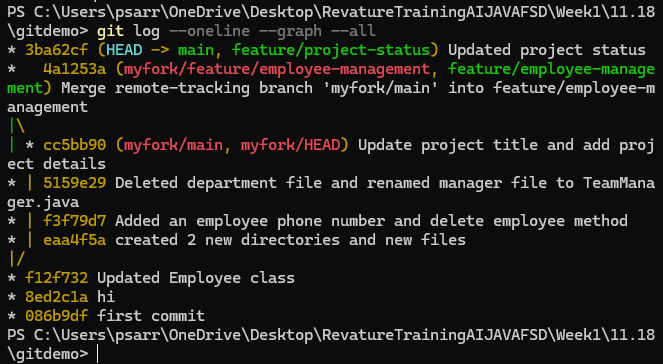 PS C:\Users\psarr\OneDrive\Desktop\RevatureTrainingAIJAVAFSD\Week1\11.18
\gitdemo> git log --oneline --graph --all
* 3ba62cf (HEAD -> main, feature/project-status) Updated project status
*   4a1253a (myfork/feature/employee-management, feature/employee-manage
ment) Merge remote-tracking branch 'myfork/main' into feature/employee-m
anagement
|\
| * cc5bb90 (myfork/main, myfork/HEAD) Update project title and add proj
ect details
* | 5159e29 Deleted department file and renamed manager file to TeamMana
ger.java
* | f3f79d7 Added an employee phone number and delete employee method
* | eaa4f5a created 2 new directories and new files
|/
* f12f732 Updated Employee class
* 8ed2c1a hi
* 086b9df first commit
PS C:\Users\psarr\OneDrive\Desktop\RevatureTrainingAIJAVAFSD\Week1\11.18
\gitdemo>